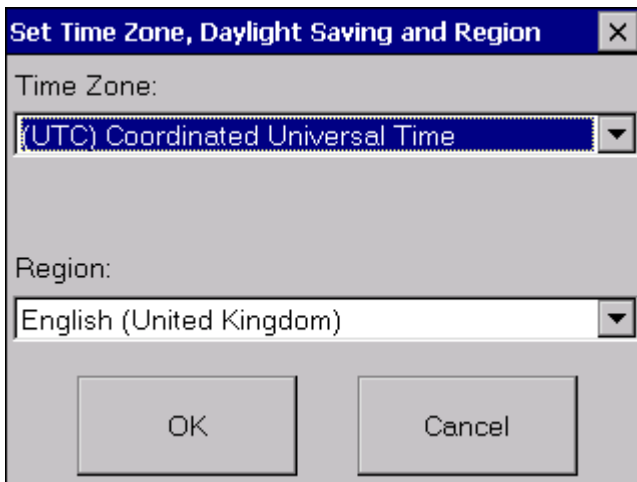 Set Time Zone, Daylight Saving and Region
Time Zone:
(UTC) Coordinated Universal Time
Region:
English (United Kingdom)
OK
Cancel